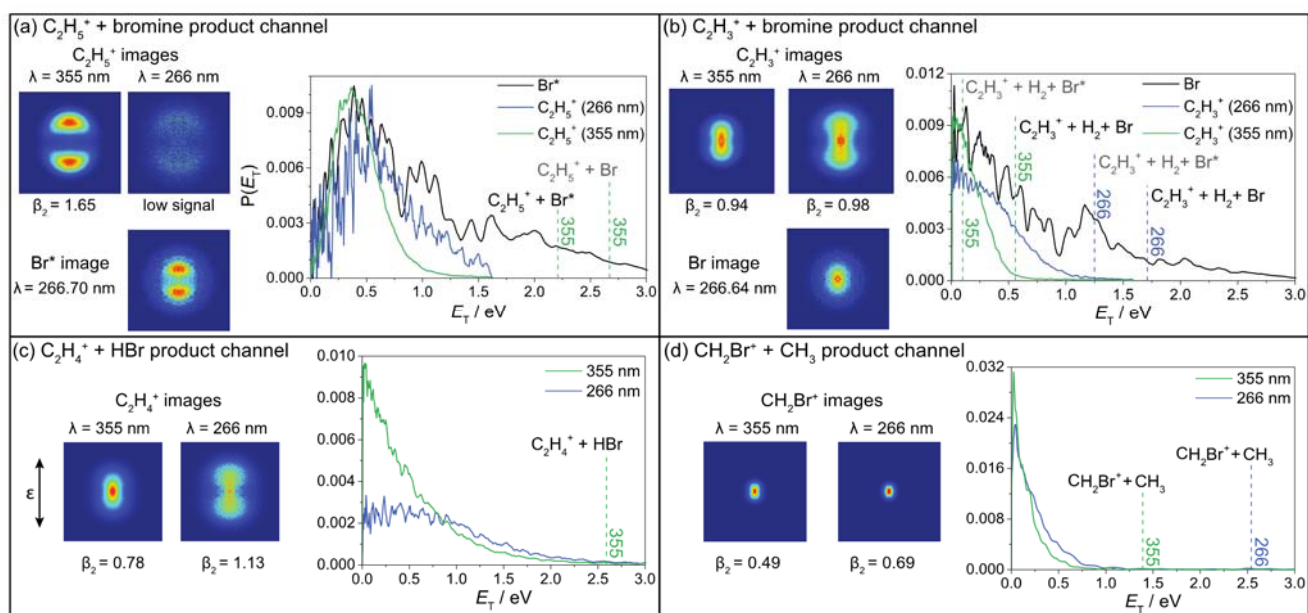 (a) C₂H₅⁺ + bromine product channel
C₂H₅⁺ images
λ = 355 nm λ = 266 nm
β₂ = 1.65 low signal
Br* image
λ = 266.70 nm
P(E_T)
0.009
0.006
0.003
0.000
Br*
C₂H₅⁺ (266 nm)
C₂H₅⁺ (355 nm)
C₂H₅⁺ + Br
C₂H₅⁺ + Br*
355 355
0.0 0.5 1.0 1.5 2.0 2.5 3.0
E_T / eV
(b) C₂H₃⁺ + bromine product channel
C₂H₃⁺ images
λ = 355 nm λ = 266 nm
β₂ = 0.94 β₂ = 0.98
Br image
λ = 266.64 nm
0.012
0.009
0.006
0.003
0.000
C₂H₃⁺ + H₂+ Br*
Br
C₂H₃⁺ (266 nm)
C₂H₃⁺ (355 nm)
C₂H₃⁺ + H₂+ Br
C₂H₃⁺ + H₂+ Br*
C₂H₃⁺ + H₂+ Br
355 355 266 266
0.0 0.5 1.0 1.5 2.0 2.5 3.0
E_T / eV
(c) C₂H₄⁺ + HBr product channel
C₂H₄⁺ images
λ = 355 nm λ = 266 nm
ε
β₂ = 0.78 β₂ = 1.13
0.010
0.008
0.006
0.004
0.002
0.000
355 nm
266 nm
C₂H₄⁺ + HBr
355
0.0 0.5 1.0 1.5 2.0 2.5 3.0
E_T / eV
(d) CH₂Br⁺ + CH₃ product channel
CH₂Br⁺ images
λ = 355 nm λ = 266 nm
β₂ = 0.49 β₂ = 0.69
0.032
0.024
0.016
0.008
0.000
355 nm
266 nm
CH₂Br⁺+ CH₃
CH₂Br⁺+ CH₃
355 266
0.0 0.5 1.0 1.5 2.0 2.5 3.0
E_T / eV